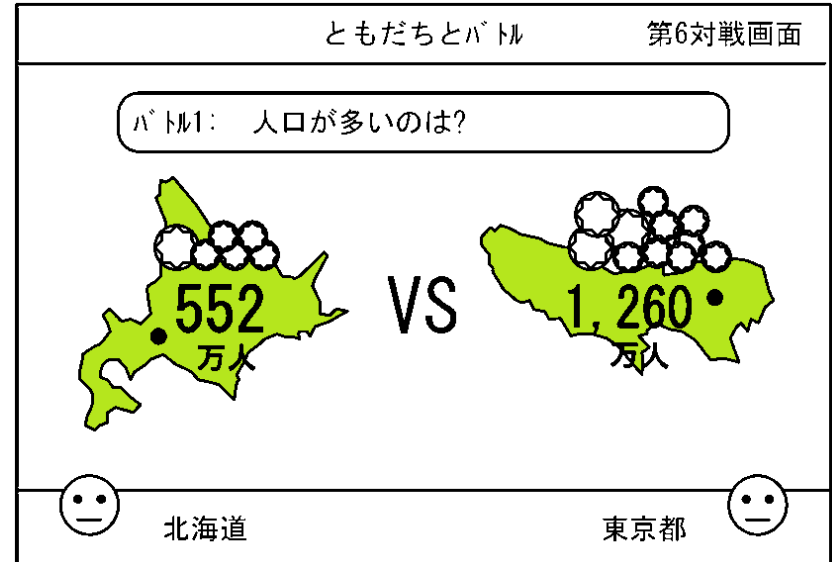 ともだちとﾊﾞﾄﾙ 第6対戦画面
ﾊﾞﾄﾙ1: 人口が多いのは?
552
万人
VS
1,260
万人
北海道 東京都